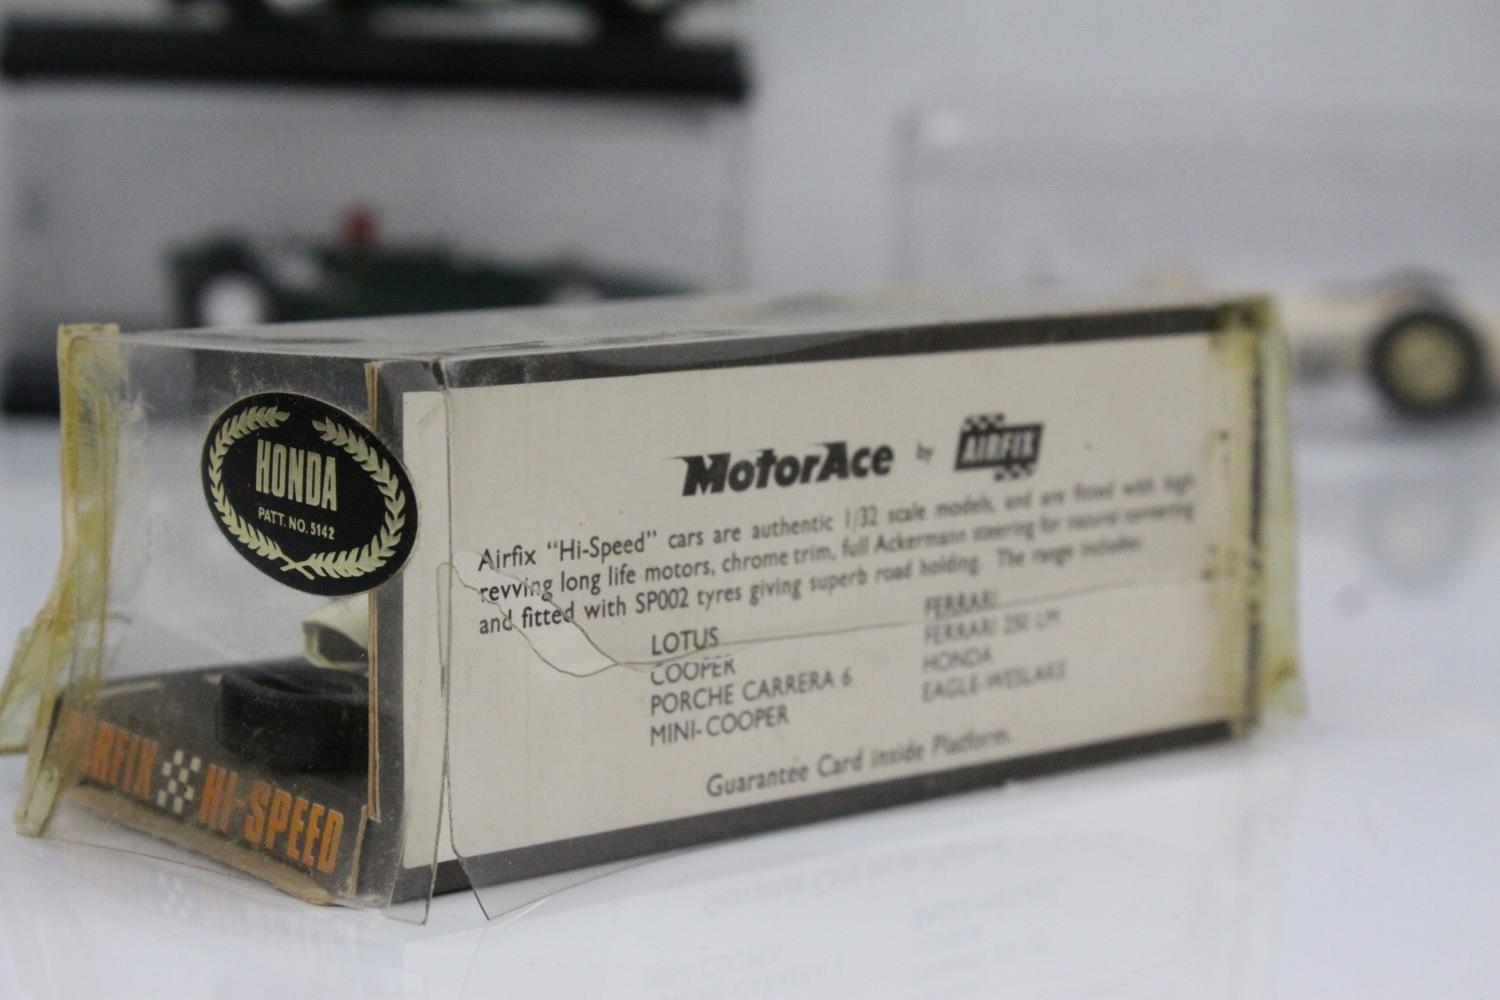 HONDA
PATT. NO. 5142
AIRFIX HI-SPEED
MotorAce by AIRFIX
Airfix "Hi-Speed" cars are authentic 1/32 scale models, and are fitted with high
revving long life motors, chrome trim, full Ackermann steering for natural cornering
and fitted with SP002 tyres giving superb road holding. The range includes
LOTUS
COOPER
PORCHE CARRERA 6
MINI-COOPER
FERRARI
FERRARI 250 LM
HONDA
EAGLE-WESLAKE
Guarantee Card inside Platform.